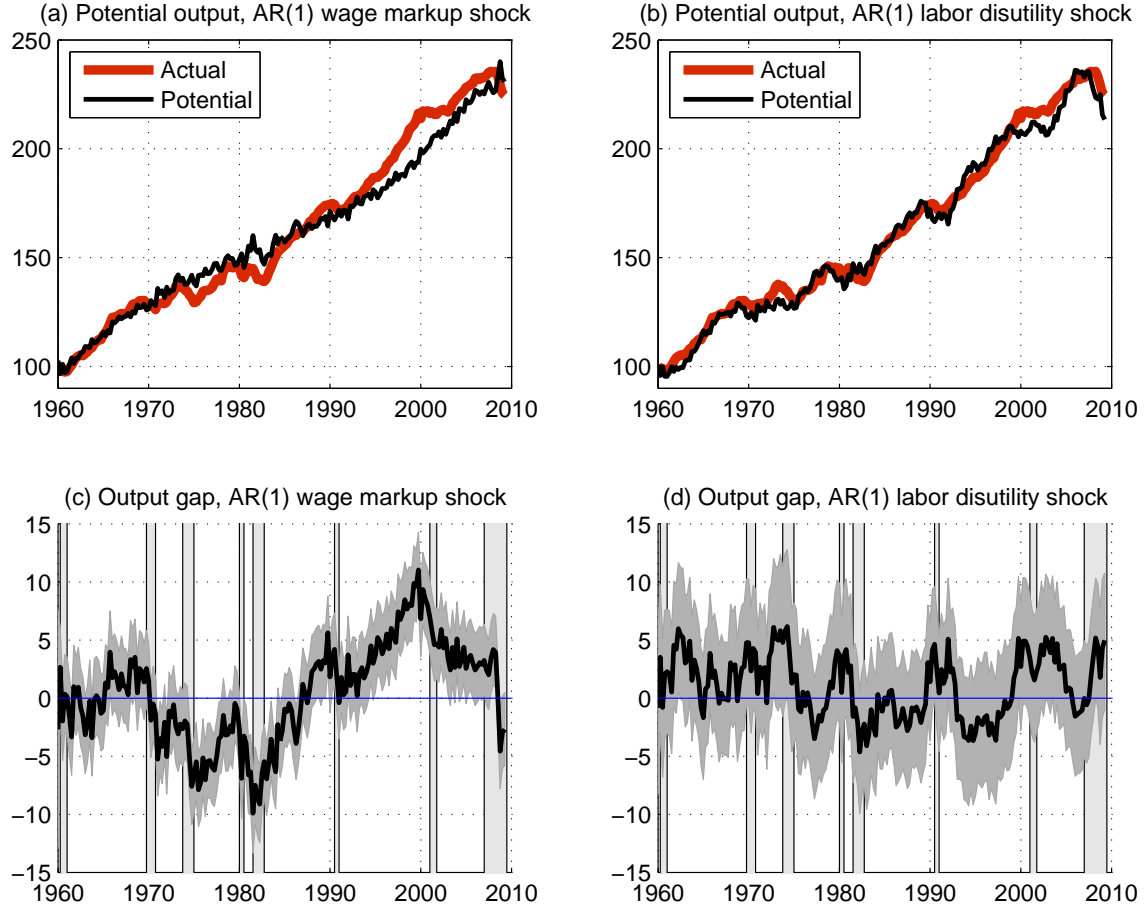 (a) Potential output, AR(1) wage markup shock
250
200
150
100
Actual
Potential
1960 1970 1980 1990 2000 2010
(b) Potential output, AR(1) labor disutility shock
250
200
150
100
Actual
Potential
1960 1970 1980 1990 2000 2010
(c) Output gap, AR(1) wage markup shock
15
10
5
0
−5
−10
−15
1960 1970 1980 1990 2000 2010
(d) Output gap, AR(1) labor disutility shock
15
10
5
0
−5
−10
−15
1960 1970 1980 1990 2000 2010